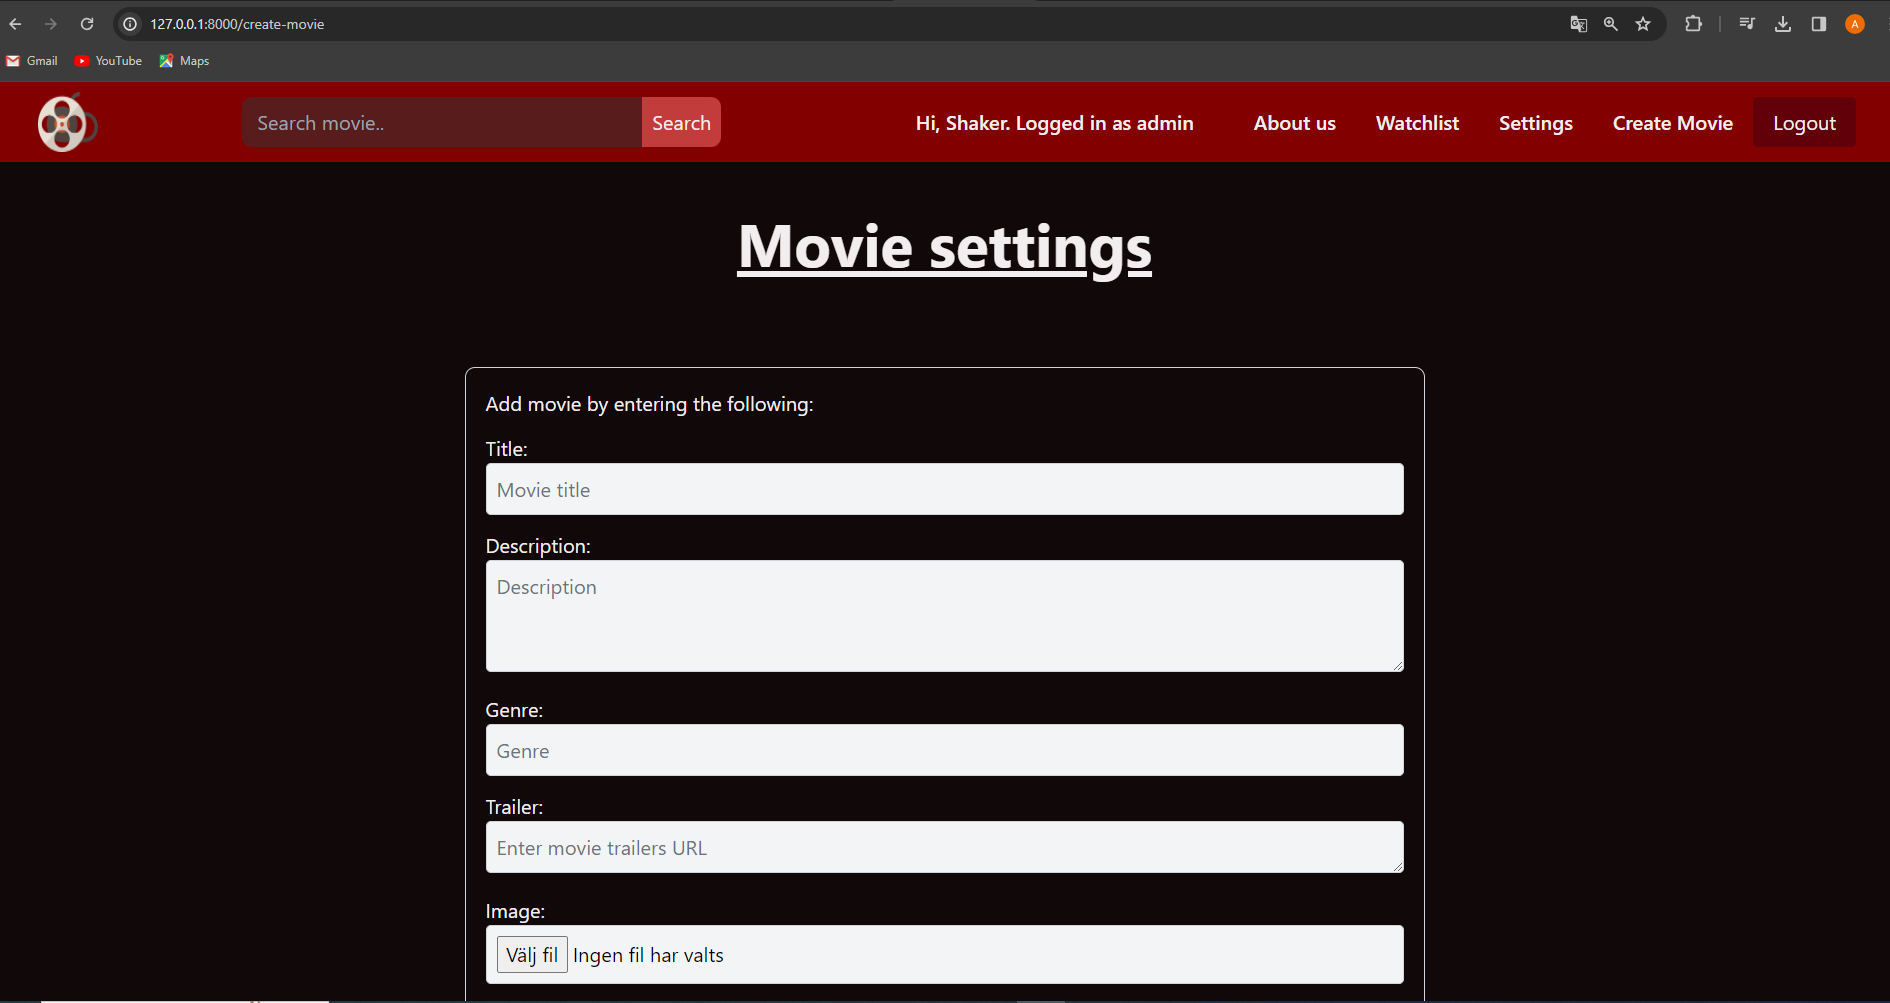 127.0.0.1:8000/create-movie
A
Gmail YouTube Maps
Search movie.. Search Hi, Shaker. Logged in as admin About us Watchlist Settings Create Movie Logout
Movie settings
Add movie by entering the following:
Title:
Movie title
Description:
Description
Genre:
Genre
Trailer:
Enter movie trailers URL
Image:
Välj fil Ingen fil har valts